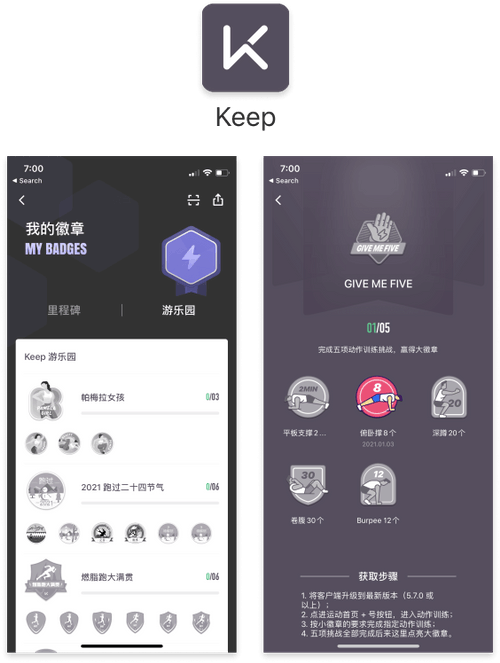 Keep
7:00
Search
我的徽章
MY BADGES
里程碑
游乐园
Keep 游乐园
帕梅拉女孩
0/03
2021 跑过二十四节气
0/06
燃脂跑大满贯
0/06
7:00
Search
GIVE ME FIVE
GIVE ME FIVE
01/05
完成五项动作训练挑战，赢得大徽章
2MIN
8
20
平板支撑 2 ...
俯卧撑 8 个
深蹲 20 个
2021.01.03
30
12
卷腹 30 个
Burpee 12 个
获取步骤
1. 将客户端升级到最新版本（5.7.0 或
以上）；
2. 点进运动首页 + 号按钮，进入动作训练；
3. 按小徽章的要求完成指定动作训练；
4. 五项挑战全部完成后来这里点亮大徽章。